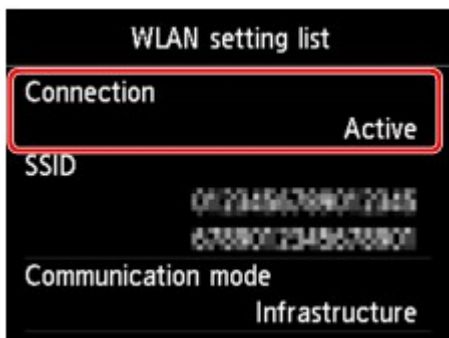 WLAN setting list
Connection
Active
SSID
Communication mode
Infrastructure